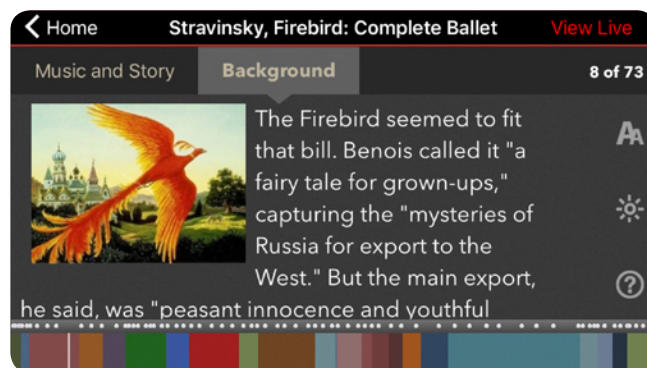 Home
Stravinsky, Firebird: Complete Ballet
View Live
Music and Story
Background
8 of 73
The Firebird seemed to fit
that bill. Benois called it "a
fairy tale for grown-ups,"
capturing the "mysteries of
Russia for export to the
West." But the main export,
he said, was "peasant innocence and youthful
AA
?